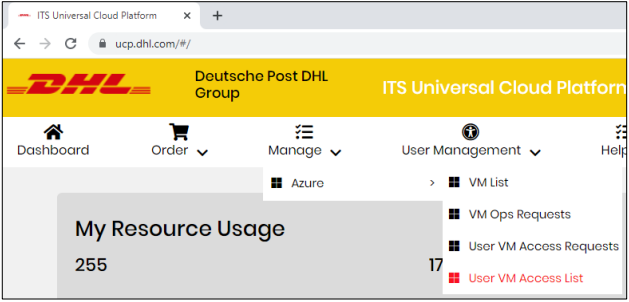 ITS Universal Cloud Platform
ucp.dhl.com/#/
DHL
Deutsche Post DHL
Group
ITS Universal Cloud Platform
Dashboard
Order
Manage
User Management
Help
Azure
VM List
VM Ops Requests
User VM Access Requests
User VM Access List
My Resource Usage
255
17